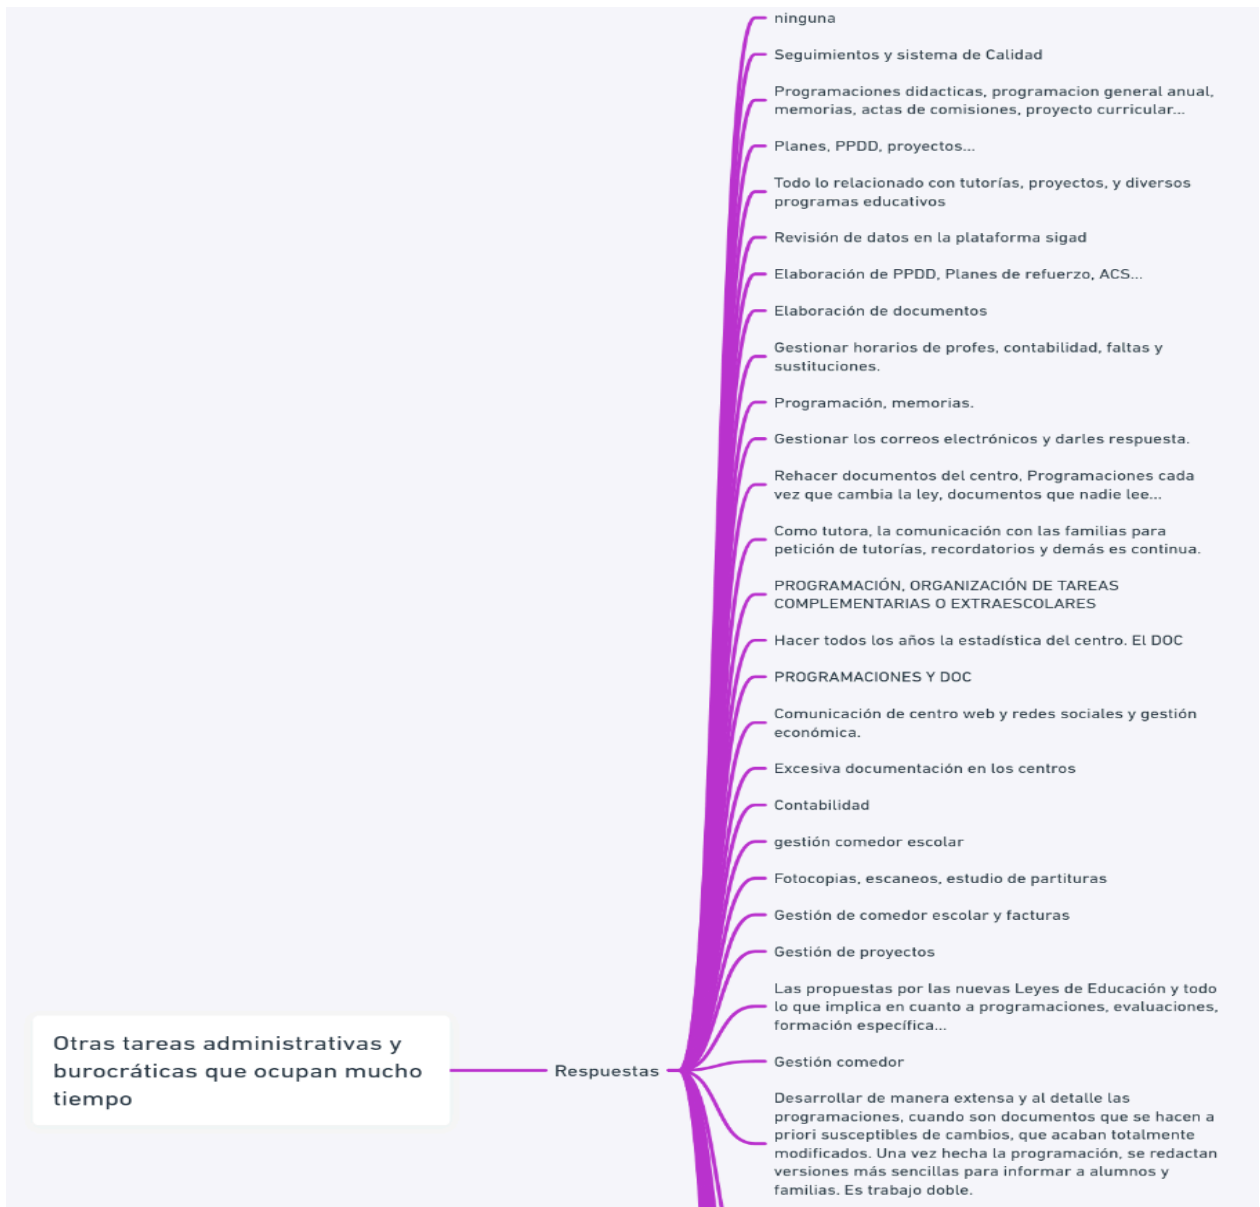 ninguna
Seguimientos y sistema de Calidad
Programaciones didacticas, programacion general anual,
memorias, actas de comisiones, proyecto curricular...
Planes, PPDD, proyectos...
Todo lo relacionado con tutorías, proyectos, y diversos
programas educativos
Revisión de datos en la plataforma sigad
Elaboración de PPDD, Planes de refuerzo, ACS...
Elaboración de documentos
Gestionar horarios de profes, contabilidad, faltas y
sustituciones.
Programación, memorias.
Gestionar los correos electrónicos y darles respuesta.
Rehacer documentos del centro, Programaciones cada
vez que cambia la ley, documentos que nadie lee...
Como tutora, la comunicación con las familias para
petición de tutorías, recordatorios y demás es continua.
PROGRAMACIÓN, ORGANIZACIÓN DE TAREAS
COMPLEMENTARIAS O EXTRAESCOLARES
Hacer todos los años la estadística del centro. El DOC
PROGRAMACIONES Y DOC
Comunicación de centro web y redes sociales y gestión
económica.
Excesiva documentación en los centros
Contabilidad
gestión comedor escolar
Fotocopias, escaneos, estudio de partituras
Gestión de comedor escolar y facturas
Gestión de proyectos
Las propuestas por las nuevas Leyes de Educación y todo
lo que implica en cuanto a programaciones, evaluaciones,
formación específica...
Gestión comedor
Desarrollar de manera extensa y al detalle las
programaciones, cuando son documentos que se hacen a
priori susceptibles de cambios, que acaban totalmente
modificados. Una vez hecha la programación, se redactan
versiones más sencillas para informar a alumnos y
familias. Es trabajo doble.
Otras tareas administrativas y
burocráticas que ocupan mucho
tiempo
Respuestas